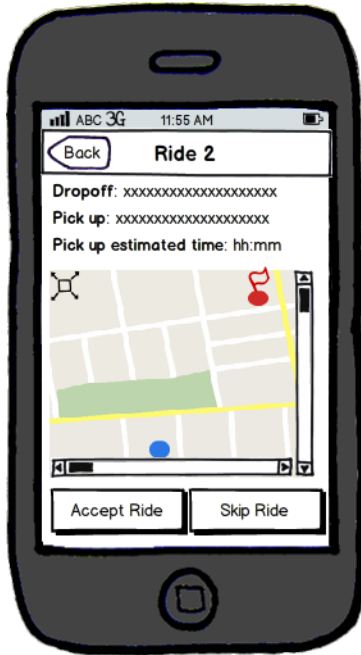 ABC 3G 11:55 AM
Back Ride 2
Dropoff: xxxxxxxxxxxxxxxxxxxx
Pick up: xxxxxxxxxxxxxxxxxxxx
Pick up estimated time: hh:mm
Accept Ride Skip Ride